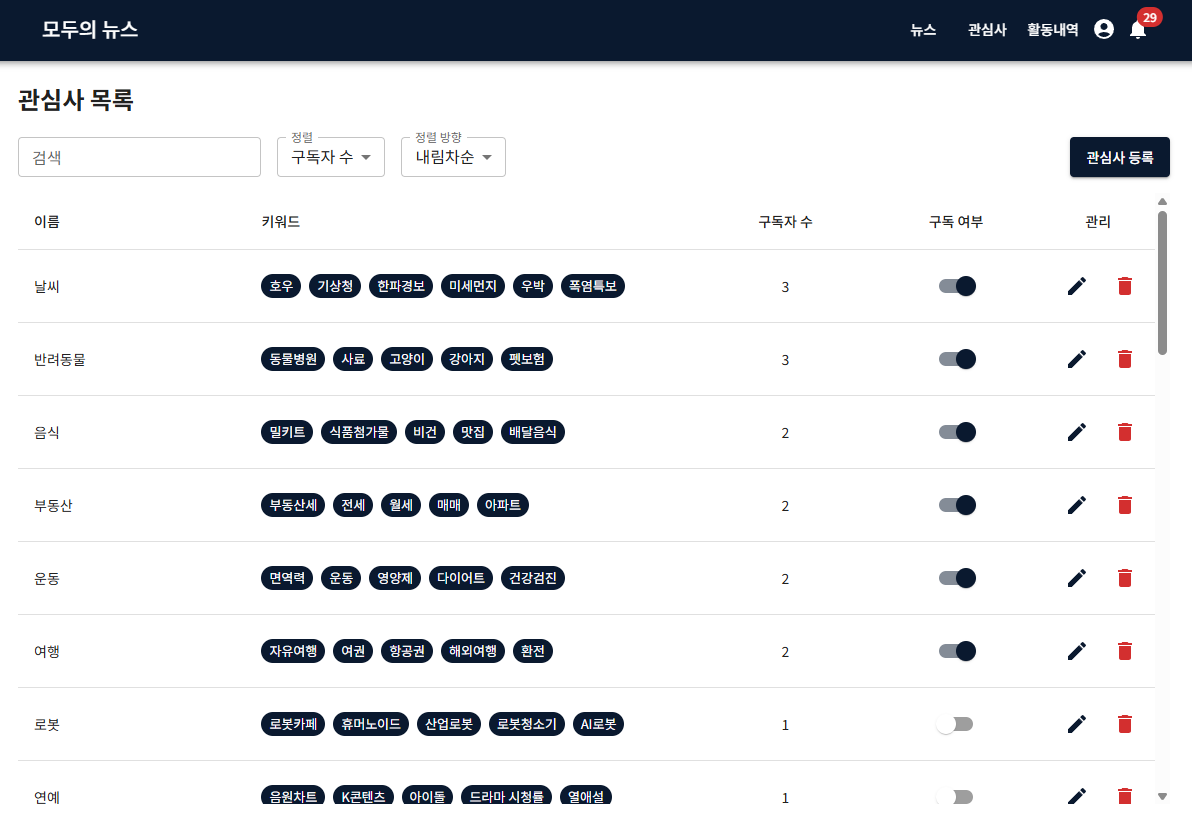 모두의 뉴스 뉴스 관심사 활동내역 29
관심사 목록
검색 정렬 구독자 수 정렬 방향 내림차순 관심사 등록
이름 키워드 구독자 수 구독 여부 관리
날씨 호우 기상청 한파경보 미세먼지 우박 폭염특보 3
반려동물 동물병원 사료 고양이 강아지 펫보험 3
음식 밀키트 식품첨가물 비건 맛집 배달음식 2
부동산 부동산세 전세 월세 매매 아파트 2
운동 면역력 운동 영양제 다이어트 건강검진 2
여행 자유여행 여권 항공권 해외여행 환전 2
로봇 로봇카페 휴머노이드 산업로봇 로봇청소기 AI로봇 1
연예 음원차트 K콘텐츠 아이돌 드라마 시청률 열애설 1